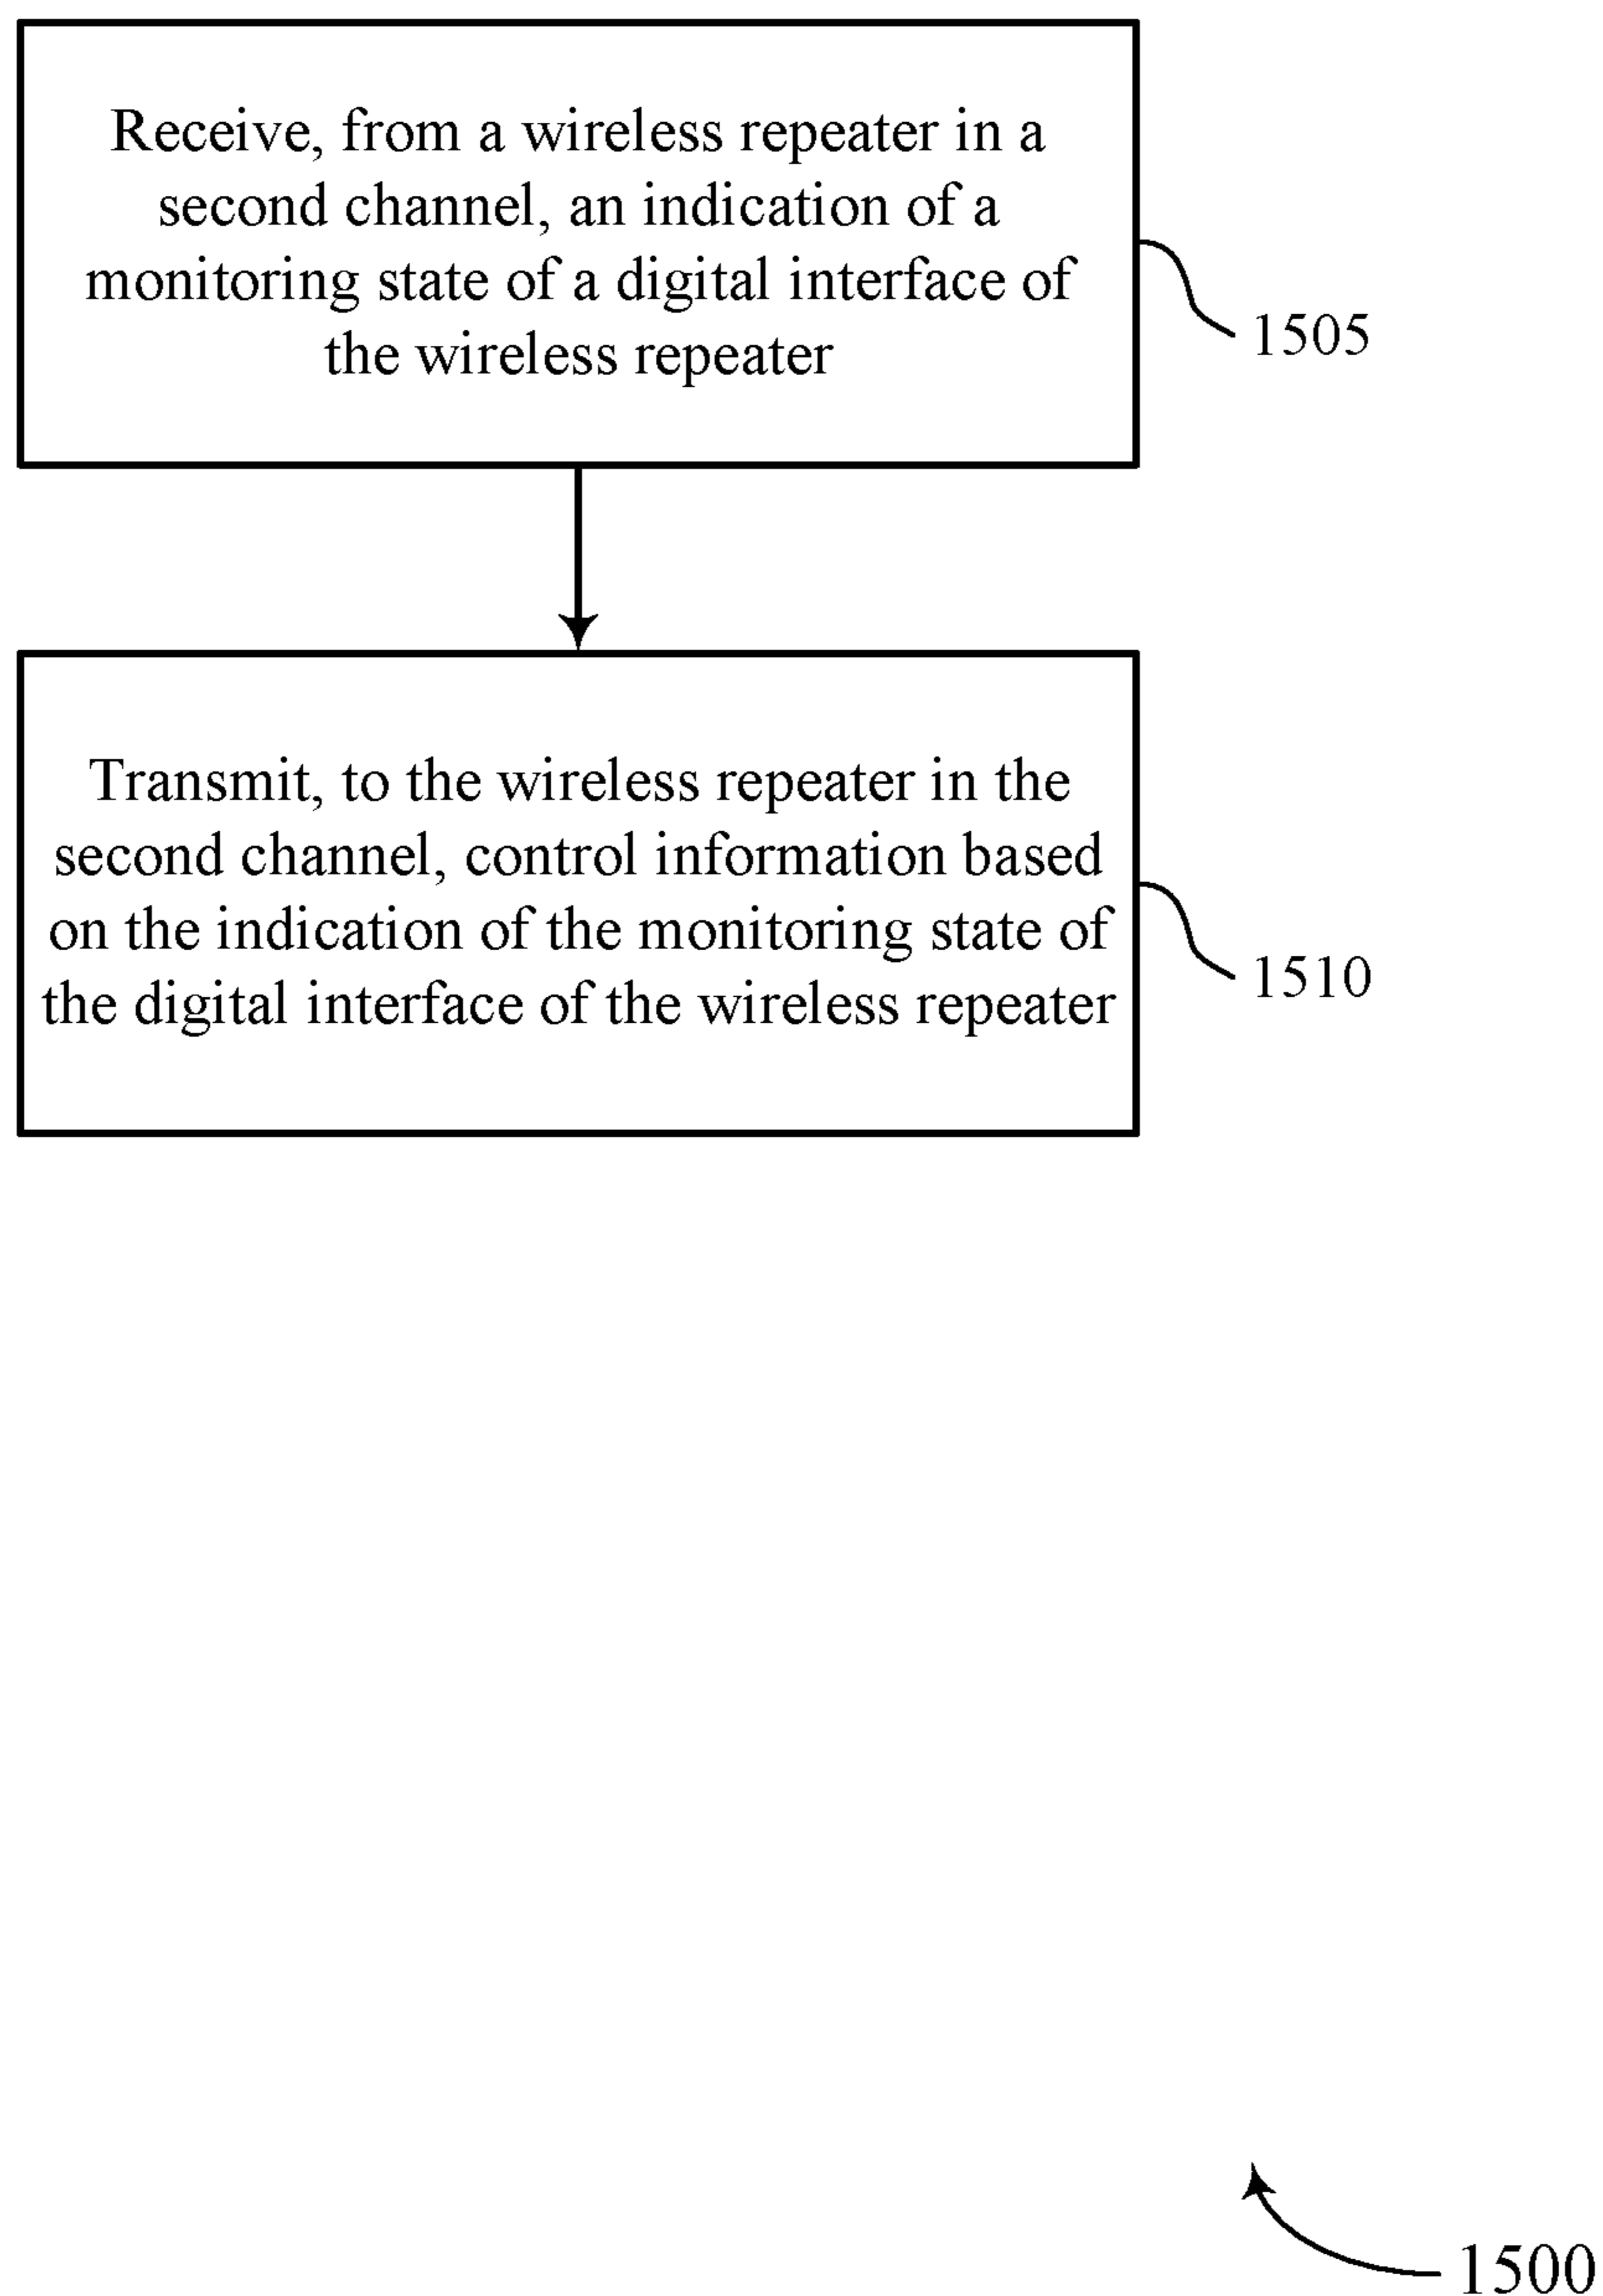 Receive, from a wireless repeater in a
second channel, an indication of a
monitoring state of a digital interface of
the wireless repeater
1505
Transmit, to the wireless repeater in the
second channel, control information based
on the indication of the monitoring state of
the digital interface of the wireless repeater
1510
1500